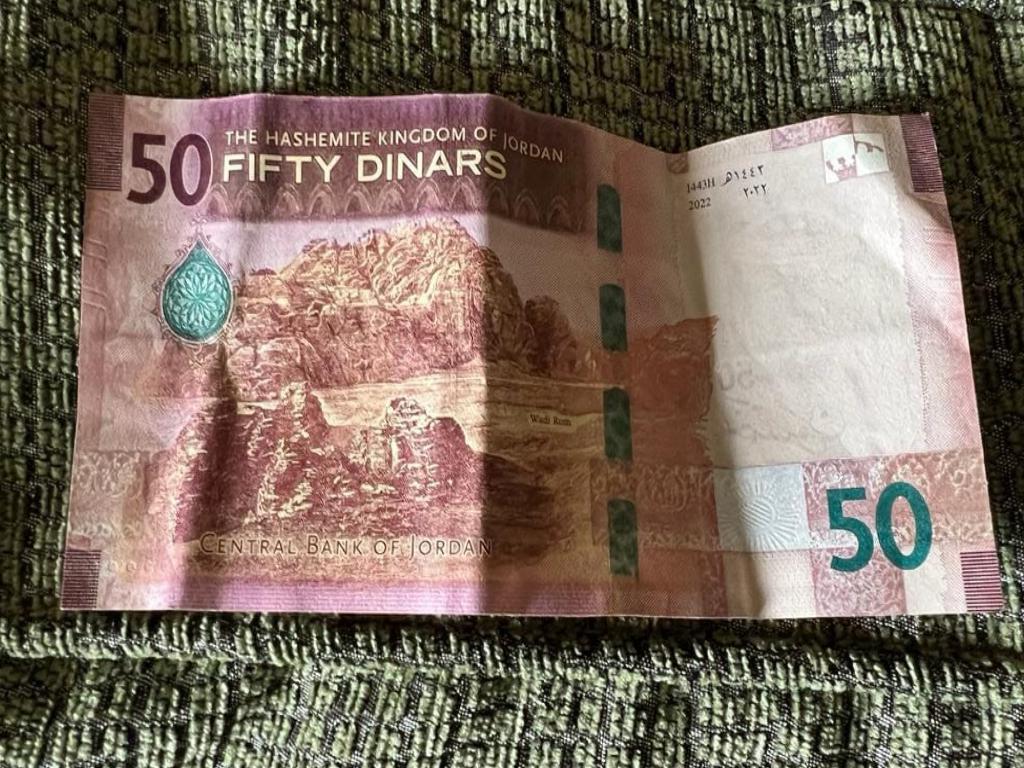 50
THE HASHEMITE KINGDOM OF JORDAN
FIFTY DINARS
1443H ١٤٤٣هـ
2022 ٢٠٢٢
Wadi Rum
CENTRAL BANK OF JORDAN
50